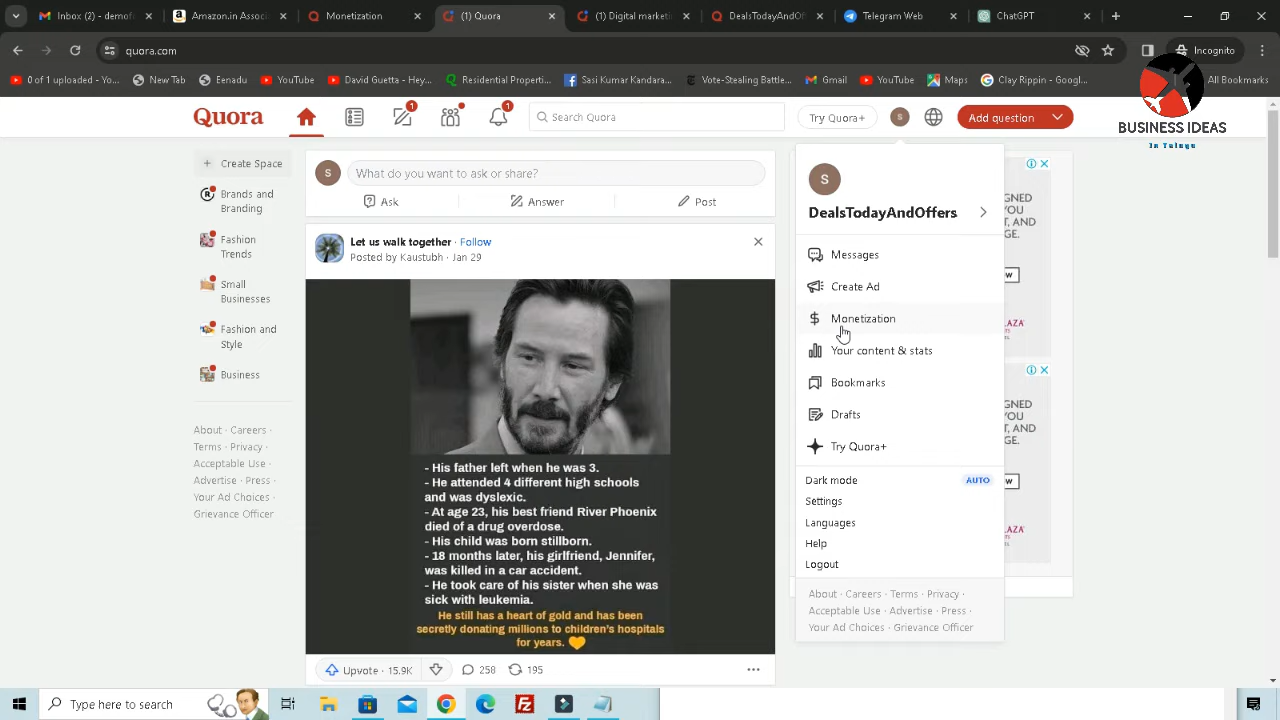 (1) Inbox (2) - demofo
Amazon.in Associ
Monetization
(1) Quora
(1) Digital marketi
DealsTodayAndOff
Telegram Web
ChatGPT
quora.com
Incognito
0 of 1 uploaded - Yo...
New Tab
Eenadu
YouTube
David Guetta - Hey,...
Residential Properti...
Sasi Kumar Kandara...
Vote-Stealing Battle...
Gmail
YouTube
Maps
Clay Rippin - Googl...
All Bookmarks
BUSINESS IDEAS
In Telugu
Quora
1
1
Search Quora
Try Quora+
S
Add question
+ Create Space
Brands and
Branding
Fashion
Trends
Small
Businesses
Fashion and
Style
Business
About · Careers ·
Terms · Privacy ·
Acceptable Use ·
Advertise · Press ·
Your Ad Choices ·
Grievance Officer
S
What do you want to ask or share?
Ask
Answer
Post
Let us walk together · Follow
Posted by Kaustubh · Jan 29
- His father left when he was 3.
- He attended 4 different high schools
and was dyslexic.
- At age 23, his best friend River Phoenix
died of a drug overdose.
- His child was born stillborn.
- 18 months later, his girlfriend, Jennifer,
was killed in a car accident.
- He took care of his sister when she was
sick with leukemia.
He still has a heart of gold and has been
secretly donating millions to children's hospitals
for years.
Upvote · 15.9K
258
195
S
DealsTodayAndOffers
Messages
Create Ad
Monetization
Your content & stats
Bookmarks
Drafts
Try Quora+
Dark mode
AUTO
Settings
Languages
Help
Logout
About · Careers · Terms · Privacy ·
Acceptable Use · Advertise · Press ·
Your Ad Choices · Grievance Officer
Type here to search